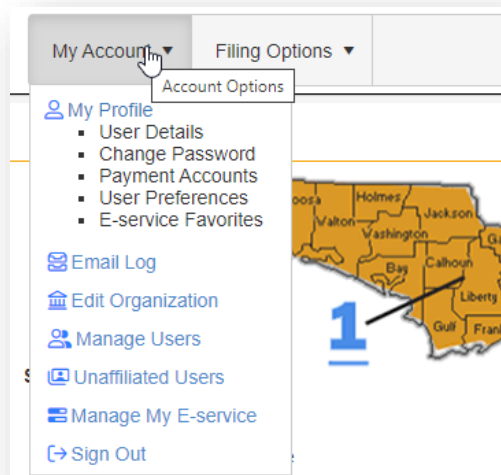 My Account ▼ Filing Options ▼
Account Options
My Profile
▪ User Details
▪ Change Password
▪ Payment Accounts
▪ User Preferences
▪ E-service Favorites
Email Log
Edit Organization
Manage Users
Unaffiliated Users
Manage My E-service
Sign Out
Holmes
Jackson
Walton
Washington
Bay
Calhoun
Liberty
Gulf
1